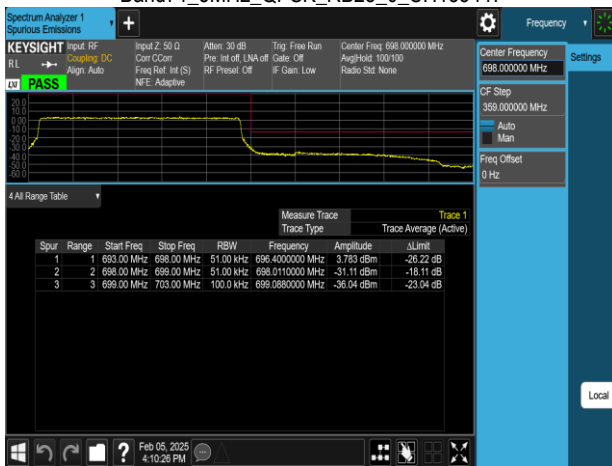 Spectrum Analyzer 1
Spurious Emissions
Frequency
KEYSIGHT
RL
PASS
Input: RF
Coupling: DC
Align: Auto
Input Z: 50 Ω
Corr CCorr
Freq Ref: Int (S)
NFE: Adaptive
Atten: 30 dB
Pre: Int off, LNA off
RF Preset: Off
Trig: Free Run
Gate: Off
IF Gain: Low
Center Freq: 698.000000 MHz
Avg|Hold: 100/100
Radio Std: None
20.0
10.0
0.00
-10.0
-20.0
-30.0
-40.0
-50.0
-60.0
4 All Range Table
Measure Trace Trace 1
Trace Type Trace Average (Active)
Spur Range Start Freq Stop Freq RBW Frequency Amplitude ΔLimit
1 1 693.00 MHz 698.00 MHz 51.00 kHz 696.4000000 MHz 3.783 dBm -26.22 dB
2 2 698.00 MHz 699.00 MHz 51.00 kHz 698.0110000 MHz -31.11 dBm -18.11 dB
3 3 699.00 MHz 703.00 MHz 100.0 kHz 699.0880000 MHz -36.04 dBm -23.04 dB
Center Frequency
698.000000 MHz
CF Step
359.000000 MHz
Auto
Man
Freq Offset
0 Hz
Settings
Local
Feb 05, 2025
4:10:26 PM